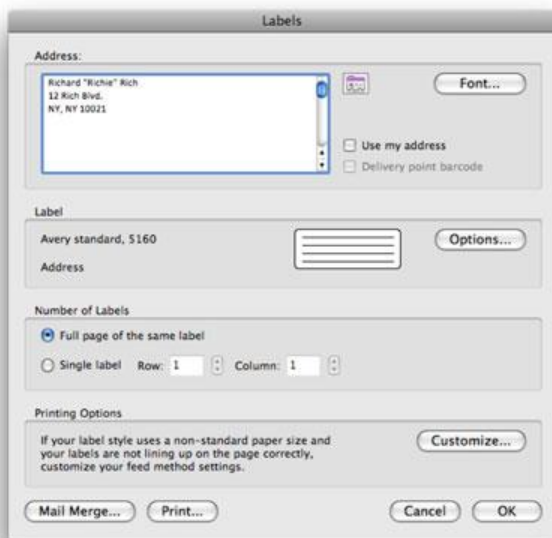 Labels
Address:
Richard "Richie" Rich
12 Rich Blvd.
NY, NY 10021
Font...
Use my address
Delivery point barcode
Label
Avery standard, 5160
Options...
Address
Number of Labels
Full page of the same label
Single label Row: 1 Column: 1
Printing Options
If your label style uses a non-standard paper size and
your labels are not lining up on the page correctly,
customize your feed method settings.
Customize...
Mail Merge... Print... Cancel OK